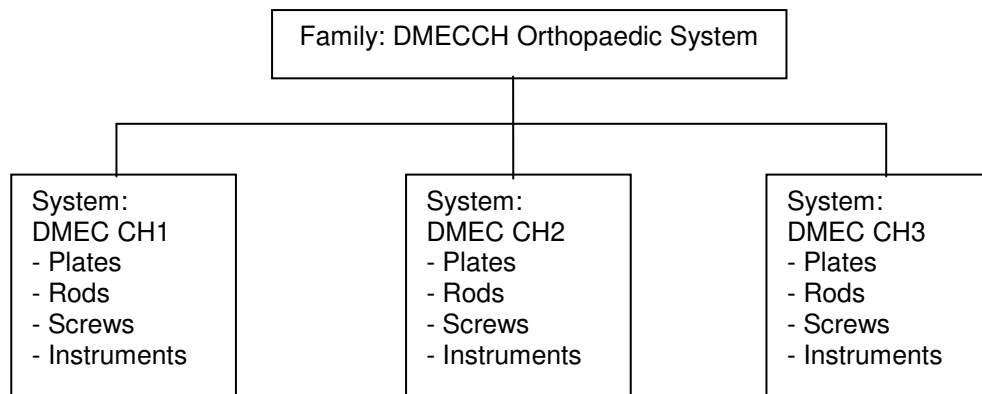 Family: DMECCH Orthopaedic System
System:
DMEC CH1
- Plates
- Rods
- Screws
- Instruments
System:
DMEC CH2
- Plates
- Rods
- Screws
- Instruments
System:
DMEC CH3
- Plates
- Rods
- Screws
- Instruments